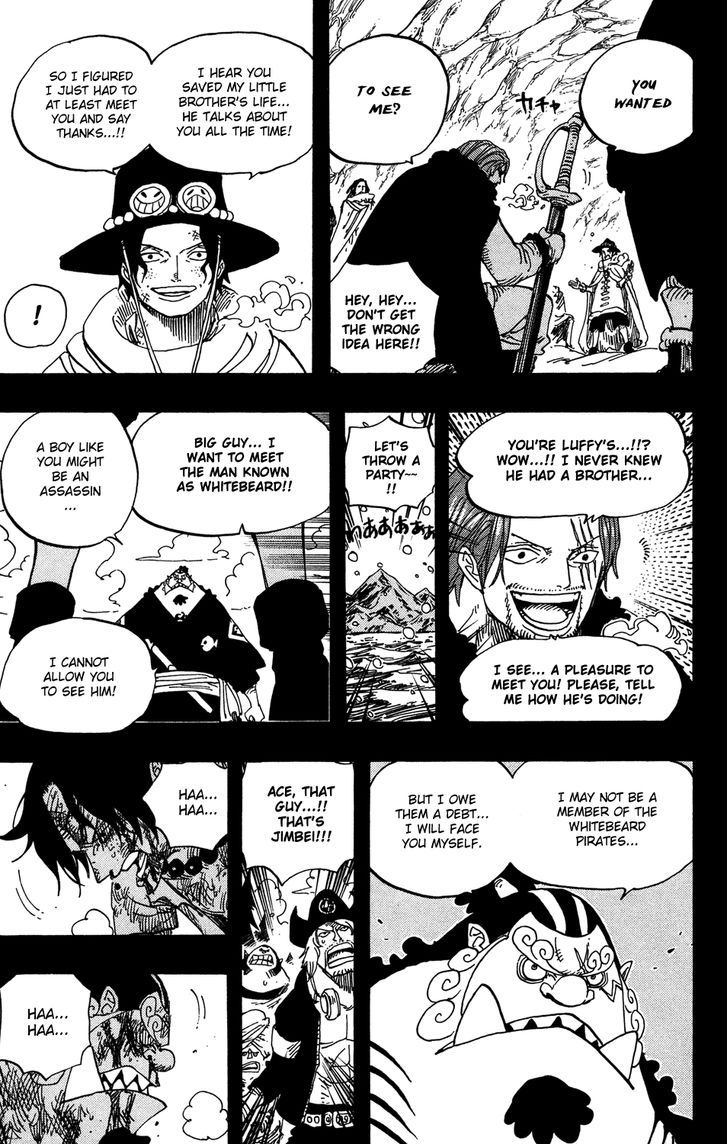 YOU
WANTED
TO SEE
ME?
カチャ
HEY, HEY...
DON'T GET
THE WRONG
IDEA HERE!!
I HEAR YOU
SAVED MY LITTLE
BROTHER'S LIFE...
HE TALKS ABOUT
YOU ALL THE TIME!
SO I FIGURED
I JUST HAD TO
AT LEAST MEET
YOU AND SAY
THANKS...!!
!
YOU'RE LUFFY'S...!!?
WOW...!! I NEVER KNEW
HE HAD A BROTHER...
I SEE... A PLEASURE TO
MEET YOU! PLEASE, TELL
ME HOW HE'S DOING!
LET'S
THROW A
PARTY~~
!!
わあああぁ
BIG GUY... I
WANT TO MEET
THE MAN KNOWN
AS WHITEBEARD!!
A BOY LIKE
YOU MIGHT
BE AN
ASSASSIN
...
I CANNOT
ALLOW YOU
TO SEE HIM!
I MAY NOT BE A
MEMBER OF THE
WHITEBEARD
PIRATES...
BUT I OWE
THEM A DEBT...
I WILL FACE
YOU MYSELF.
ACE, THAT
GUY...!!
THAT'S
JIMBEI!!!
HAA...
HAA...
HAA...
HAA...